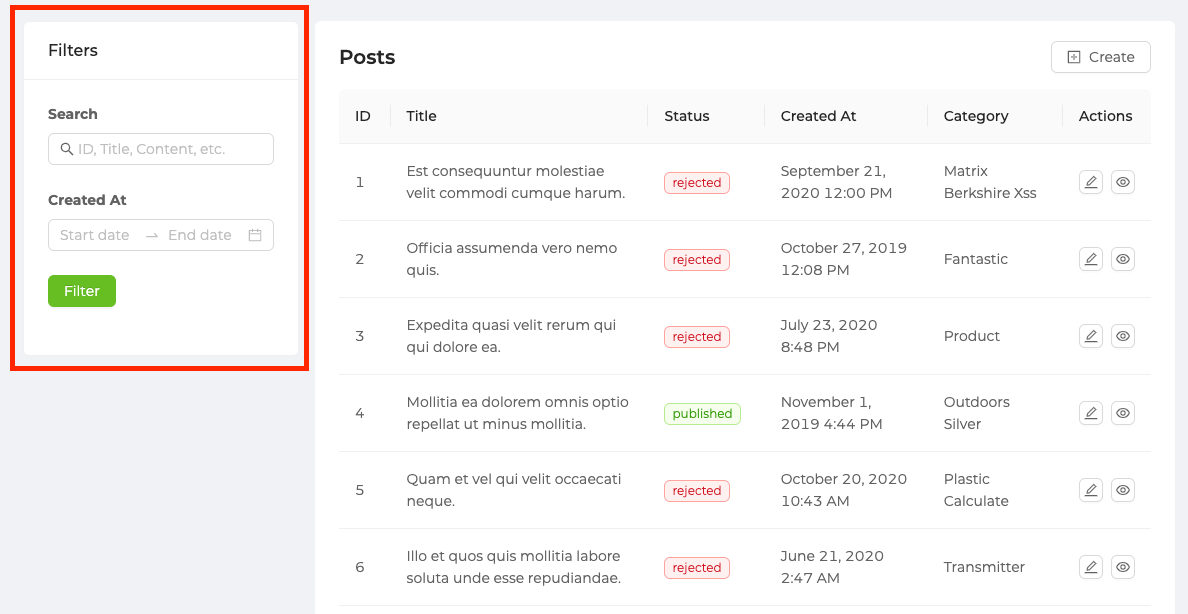 Filters
Search
ID, Title, Content, etc.
Created At
Start date End date
Filter
Posts
Create
ID Title Status Created At Category Actions
1 Est consequuntur molestiae velit commodi cumque harum. rejected September 21, 2020 12:00 PM Matrix Berkshire Xss
2 Officia assumenda vero nemo quis. rejected October 27, 2019 12:08 PM Fantastic
3 Expedita quasi velit rerum qui qui dolore ea. rejected July 23, 2020 8:48 PM Product
4 Mollitia ea dolorem omnis optio repellat ut minus mollitia. published November 1, 2019 4:44 PM Outdoors Silver
5 Quam et vel qui velit occaecati neque. rejected October 20, 2020 10:43 AM Plastic Calculate
6 Illo et quos quis mollitia labore soluta unde esse repudiandae. rejected June 21, 2020 2:47 AM Transmitter